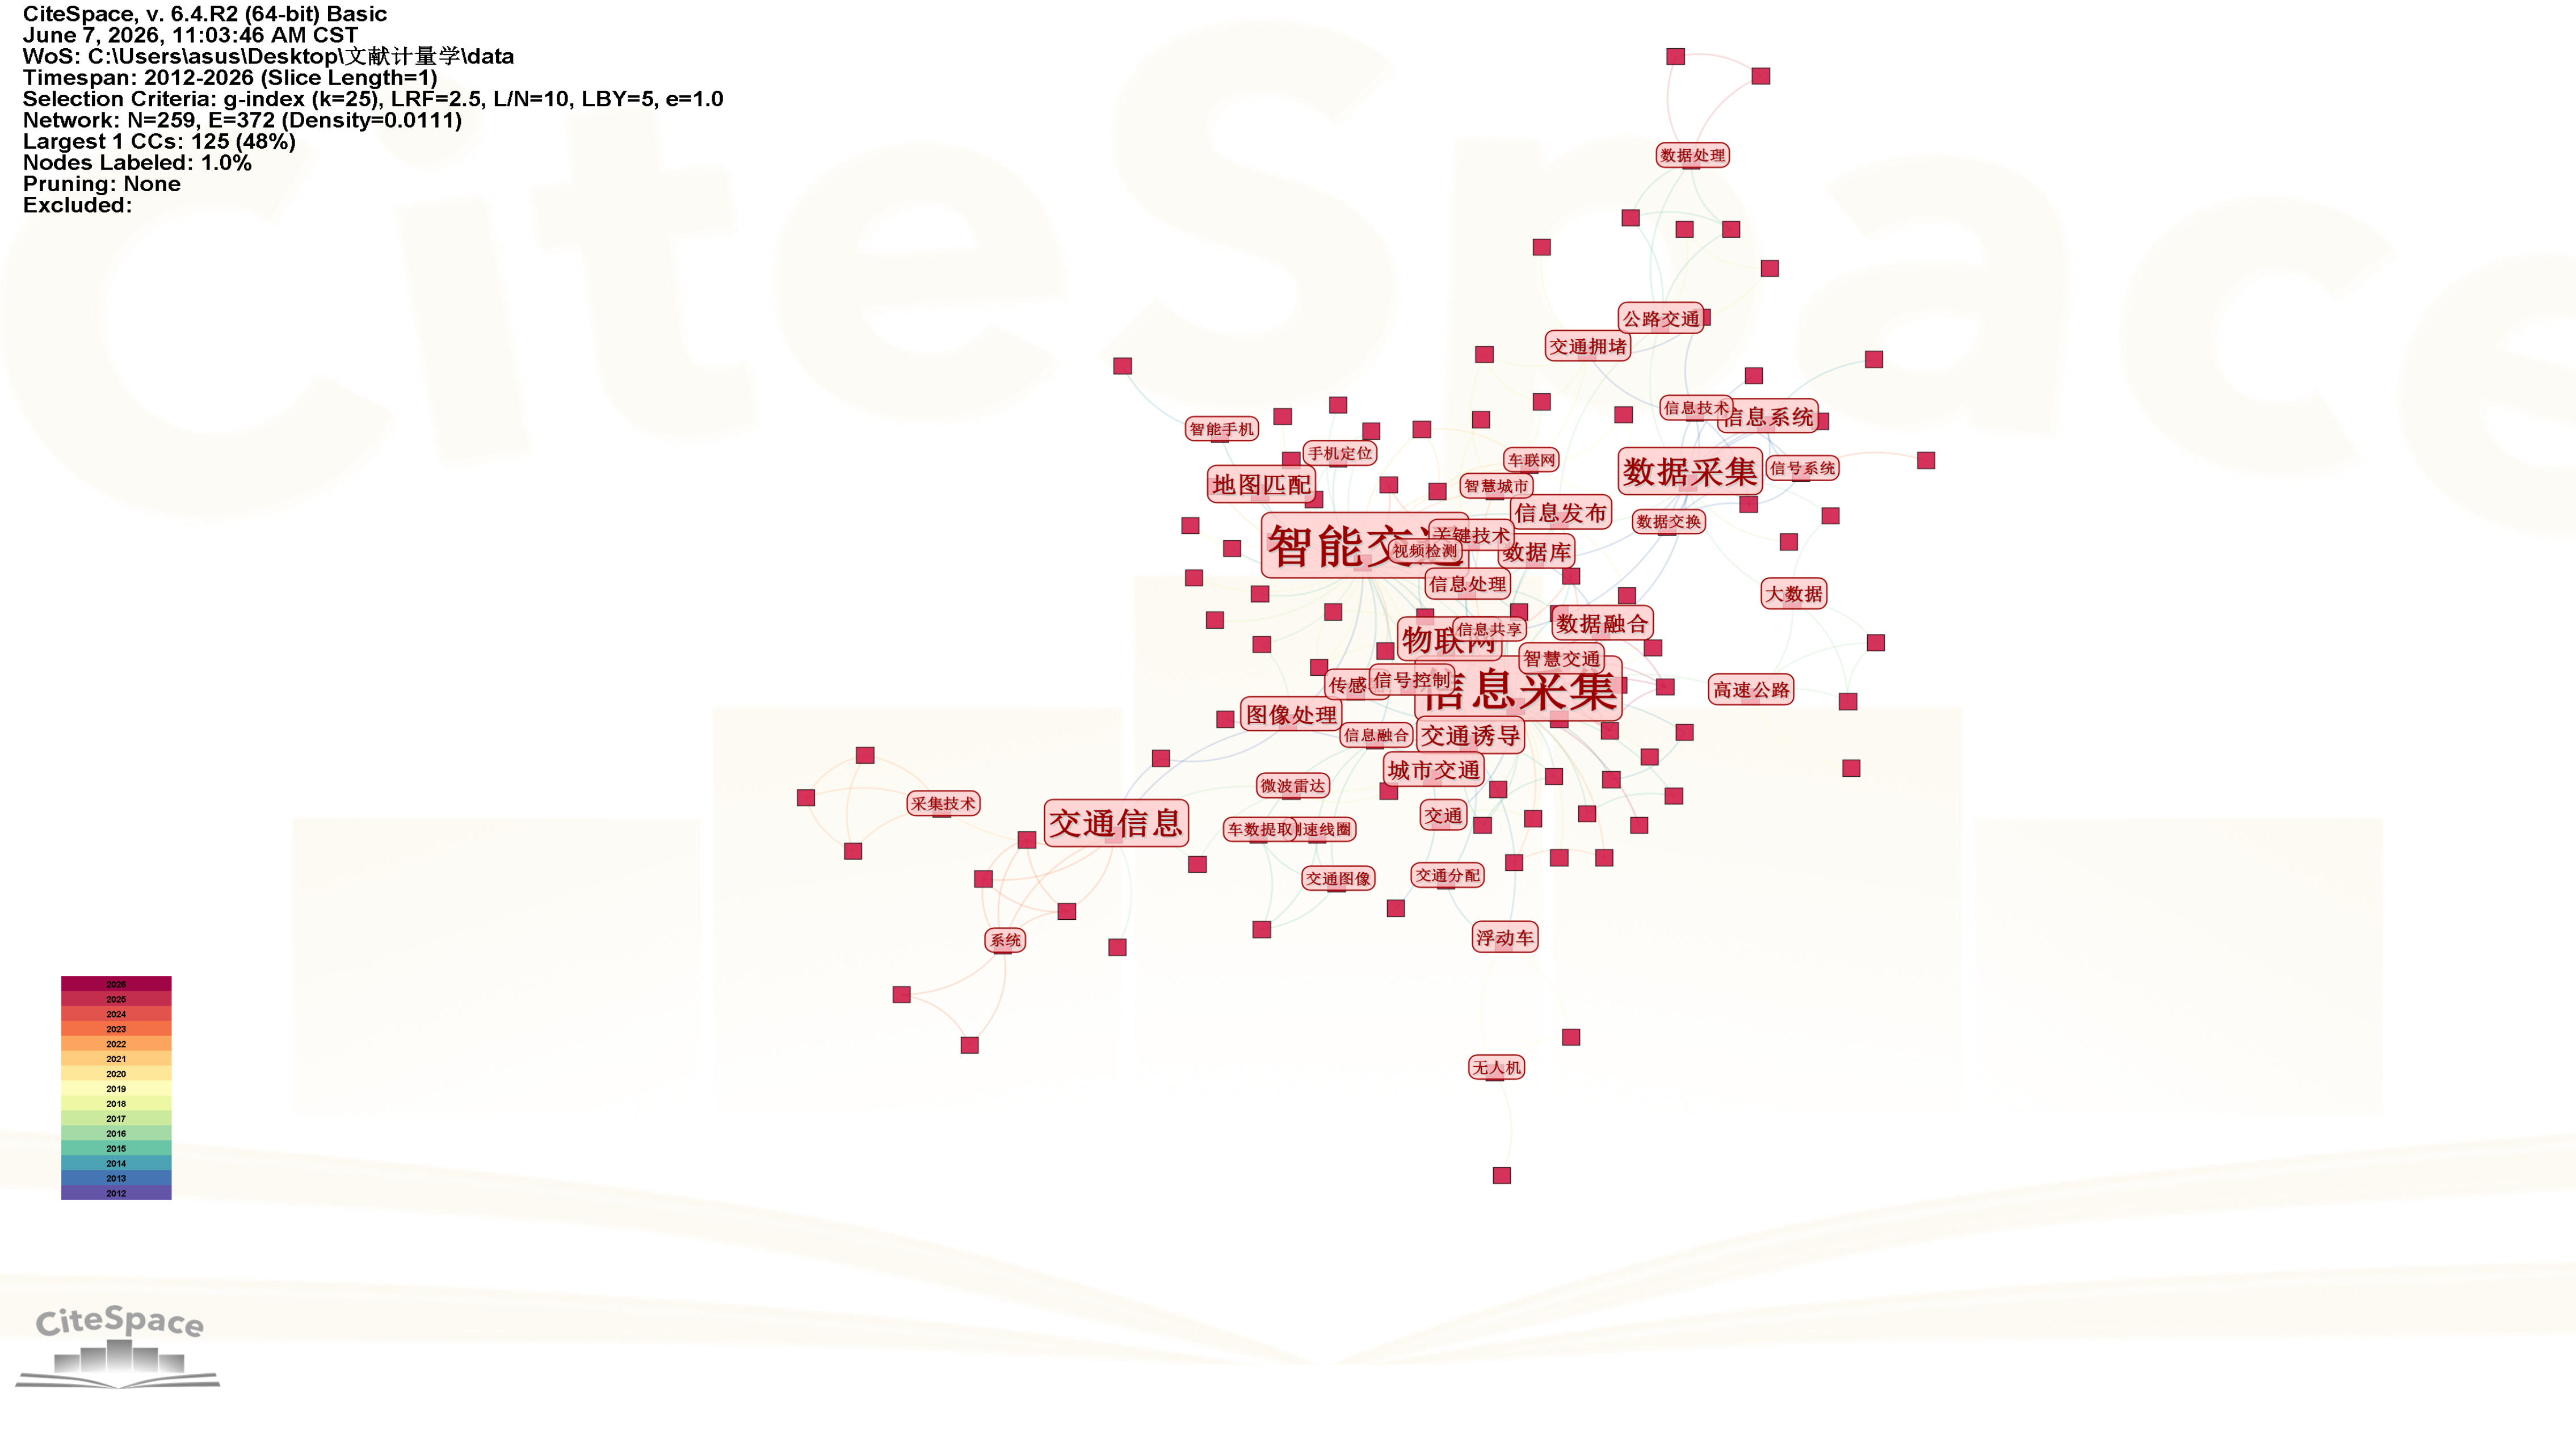 CiteSpace, v. 6.4.R2 (64-bit) Basic
June 7, 2026, 11:03:46 AM CST
WoS: C:\Users\asus\Desktop\文献计量学\data
Timespan: 2012-2026 (Slice Length=1)
Selection Criteria: g-index (k=25), LRF=2.5, L/N=10, LBY=5, e=1.0
Network: N=259, E=372 (Density=0.0111)
Largest 1 CCs: 125 (48%)
Nodes Labeled: 1.0%
Pruning: None
Excluded:
CiteSpace
数据处理
公路交通
交通拥堵
信息技术
信息系统
智能手机
手机定位
车联网
数据采集
信号系统
地图匹配
智慧城市
信息发布
数据交换
关键技术
智能交
视频检测
数据库
信息处理
大数据
数据融合
信息共享
物联网
智慧交通
传感
信号控制
信息采集
高速公路
图像处理
信息融合
交通诱导
城市交通
微波雷达
采集技术
交通信息
交通
车数提取
速线圈
交通图像
交通分配
浮动车
系统
无人机
2026
2025
2024
2023
2022
2021
2020
2019
2018
2017
2016
2015
2014
2013
2012
CiteSpace